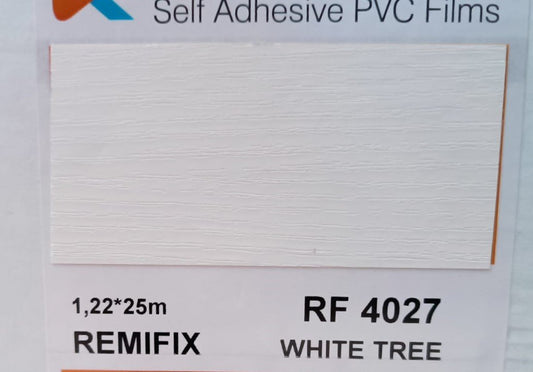 Self Adhesive PVC Films
1,22*25m
RF 4027
REMIFIX
WHITE TREE